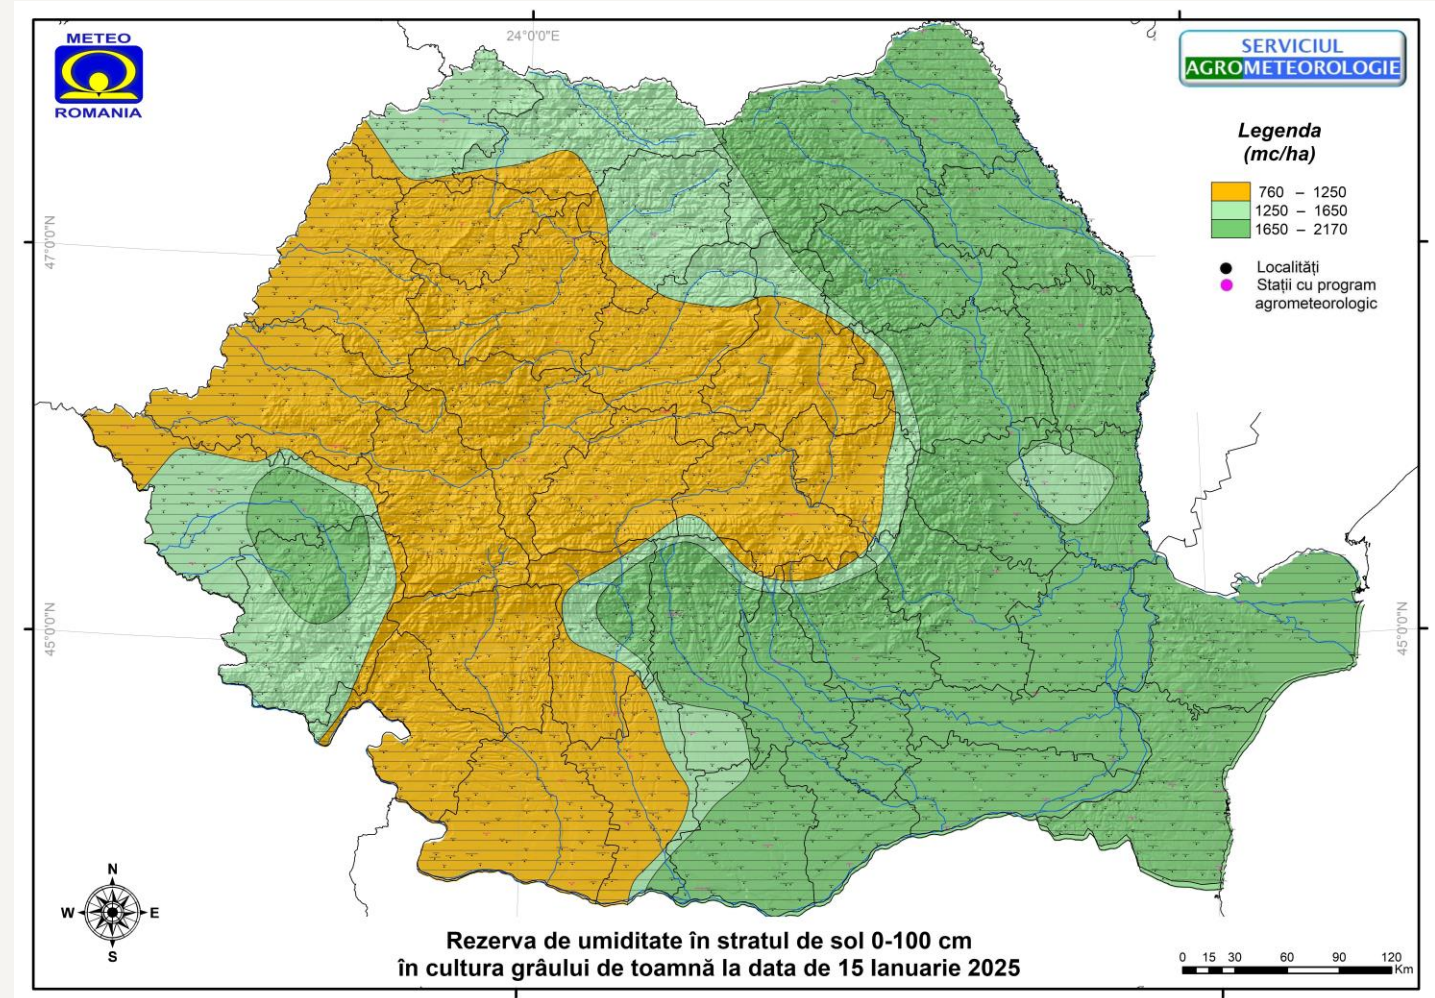 METEO
ROMANIA
24°0'0"E
SERVICIUL
AGROMETEOROLOGIE
Legenda
(mc/ha)
760 – 1250
1250 – 1650
1650 – 2170
Localități
Stații cu program
agrometeorologic
47°0'0"N
45°0'0"N
45°0'0"N
N
W
E
S
Rezerva de umiditate în stratul de sol 0-100 cm
în cultura grâului de toamnă la data de 15 Ianuarie 2025
0 15 30 60 90 120
Km